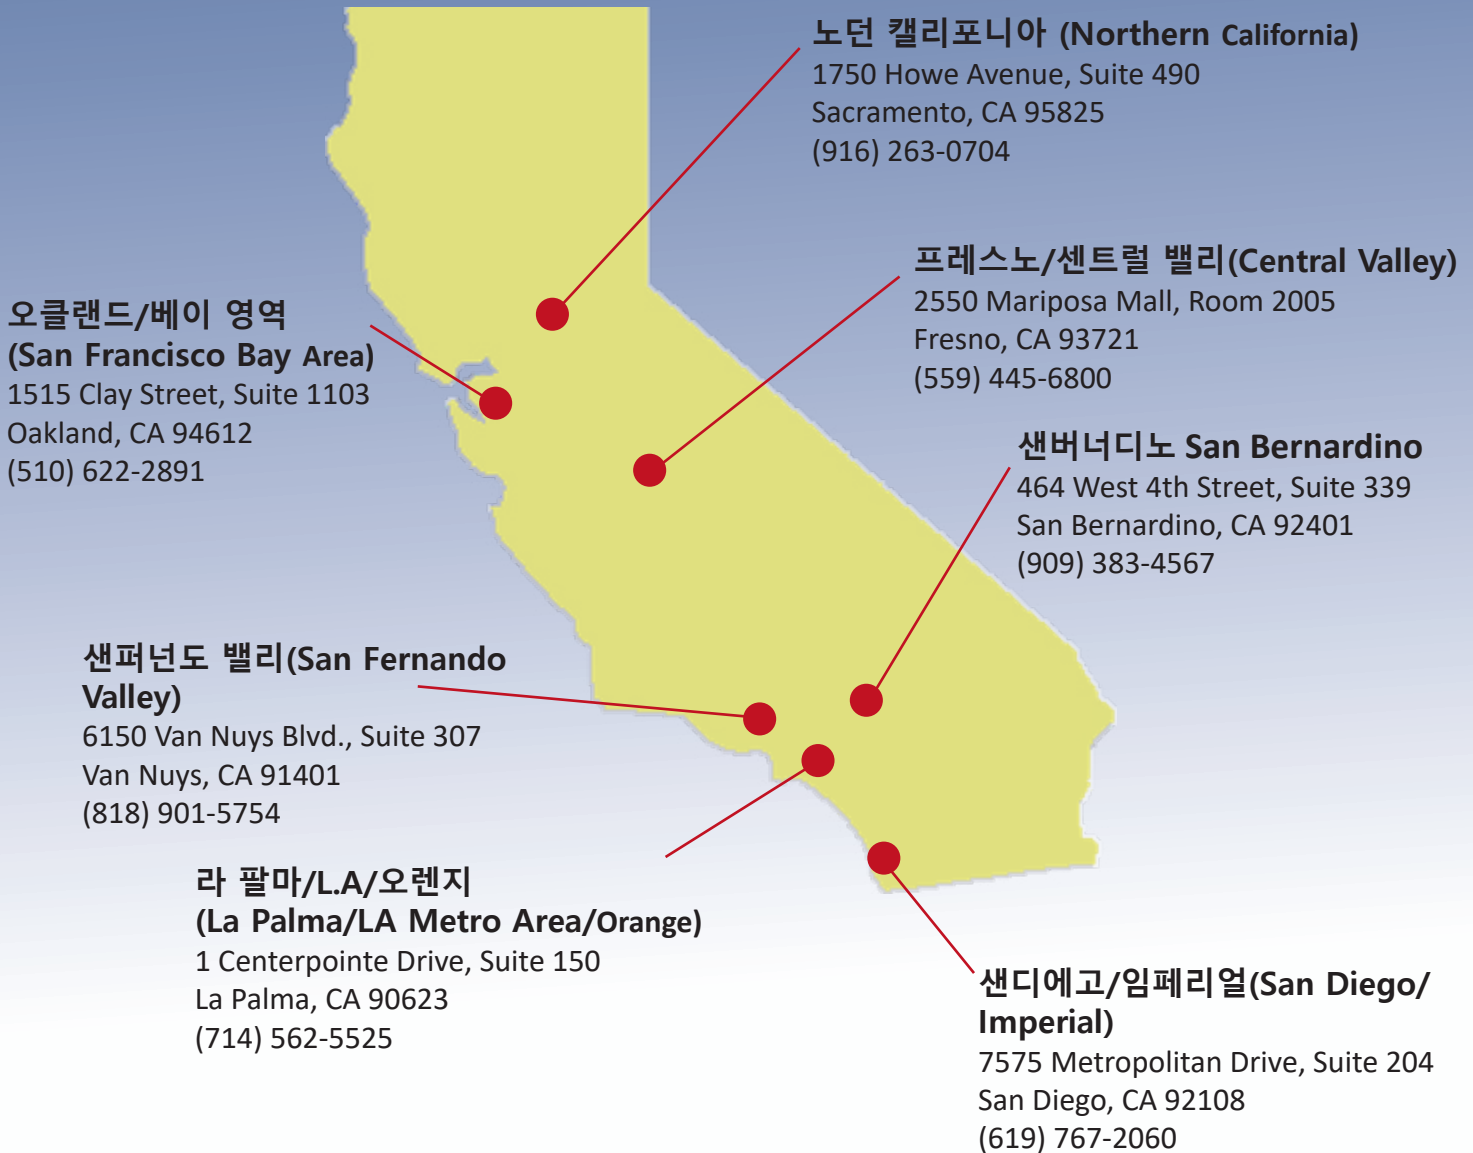 노던 캘리포니아 (Northern California)
1750 Howe Avenue, Suite 490
Sacramento, CA 95825
(916) 263-0704
프레스노/센트럴 밸리(Central Valley)
2550 Mariposa Mall, Room 2005
Fresno, CA 93721
(559) 445-6800
오클랜드/베이 영역
(San Francisco Bay Area)
1515 Clay Street, Suite 1103
Oakland, CA 94612
(510) 622-2891
샌버너디노 San Bernardino
464 West 4th Street, Suite 339
San Bernardino, CA 92401
(909) 383-4567
샌퍼넌도 밸리(San Fernando
Valley)
6150 Van Nuys Blvd., Suite 307
Van Nuys, CA 91401
(818) 901-5754
라 팔마/L.A/오렌지
(La Palma/LA Metro Area/Orange)
1 Centerpointe Drive, Suite 150
La Palma, CA 90623
(714) 562-5525
샌디에고/임페리얼(San Diego/
Imperial)
7575 Metropolitan Drive, Suite 204
San Diego, CA 92108
(619) 767-2060